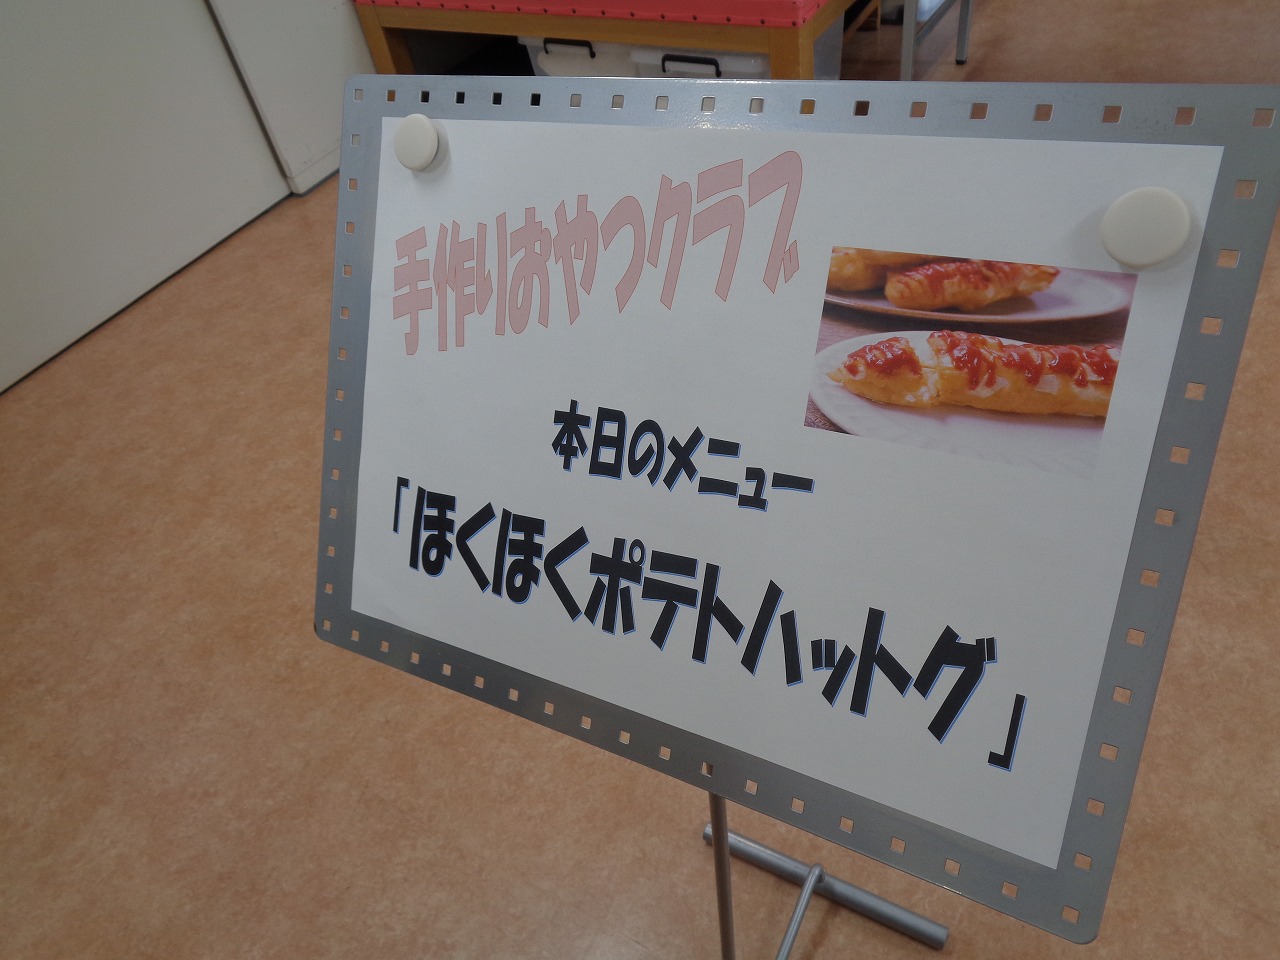 手作りおやつクラブ
本日のメニュー
「ほくほくポテトハットグ」